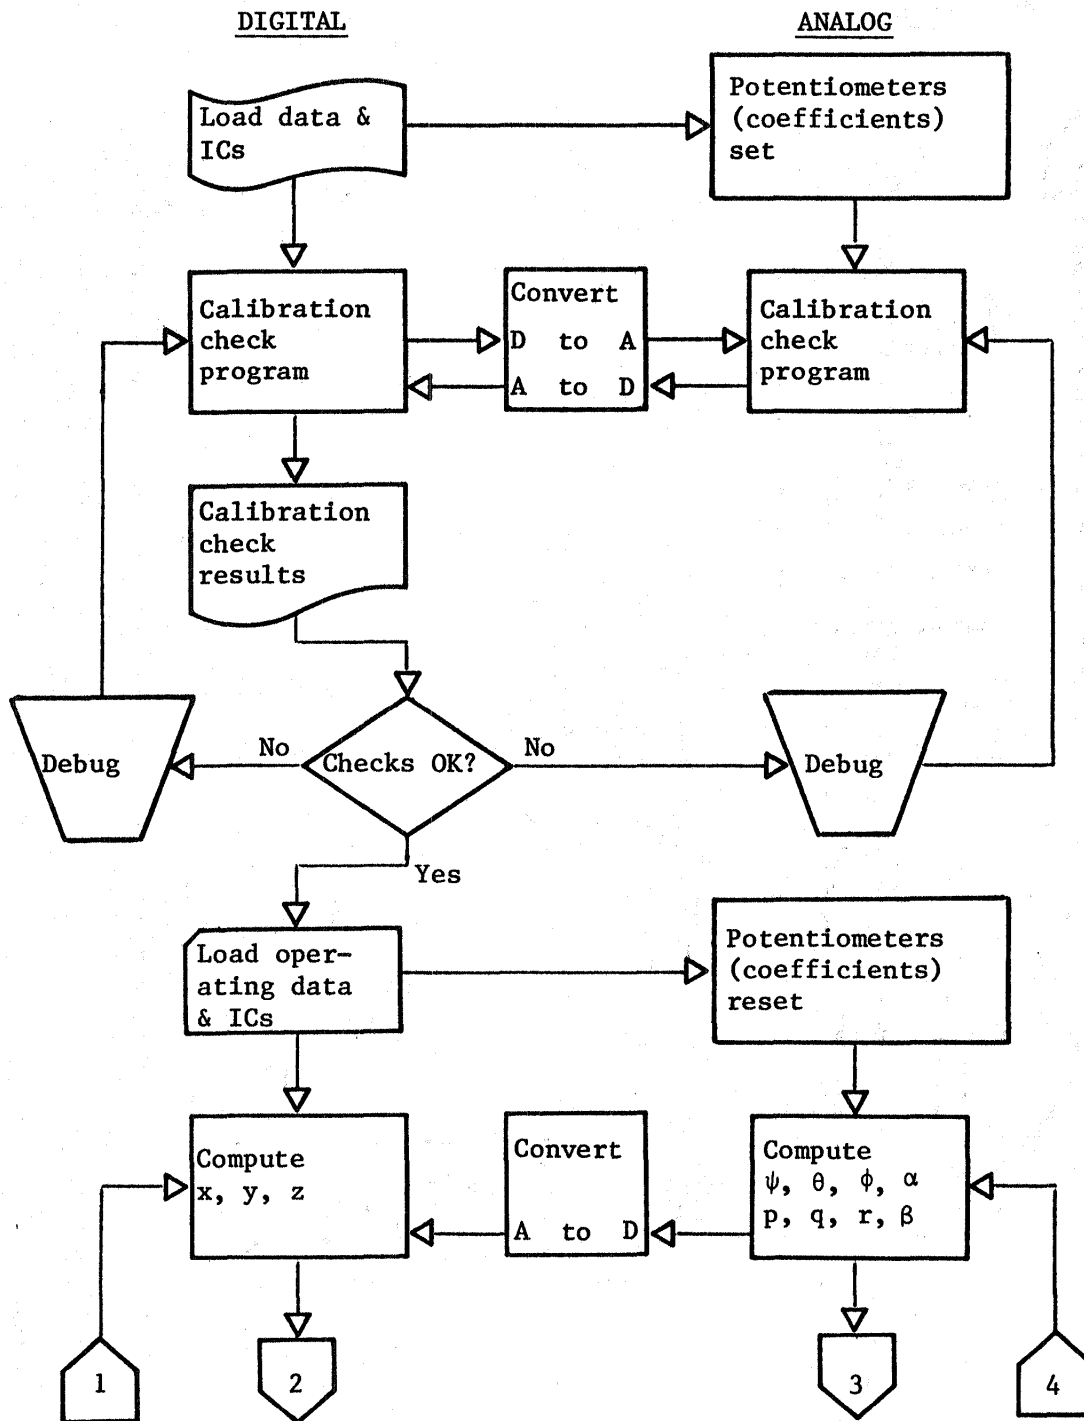 DIGITAL
ANALOG
Load data &
ICs
Potentiometers
(coefficients)
set
Calibration
check
program
Convert
D to A
A to D
Calibration
check
program
Calibration
check
results
Debug
No
Checks OK?
No
Debug
Yes
Load oper-
ating data
& ICs
Potentiometers
(coefficients)
reset
Compute
x, y, z
Convert
A to D
Compute
ψ, θ, ϕ, α
p, q, r, β
1
2
3
4